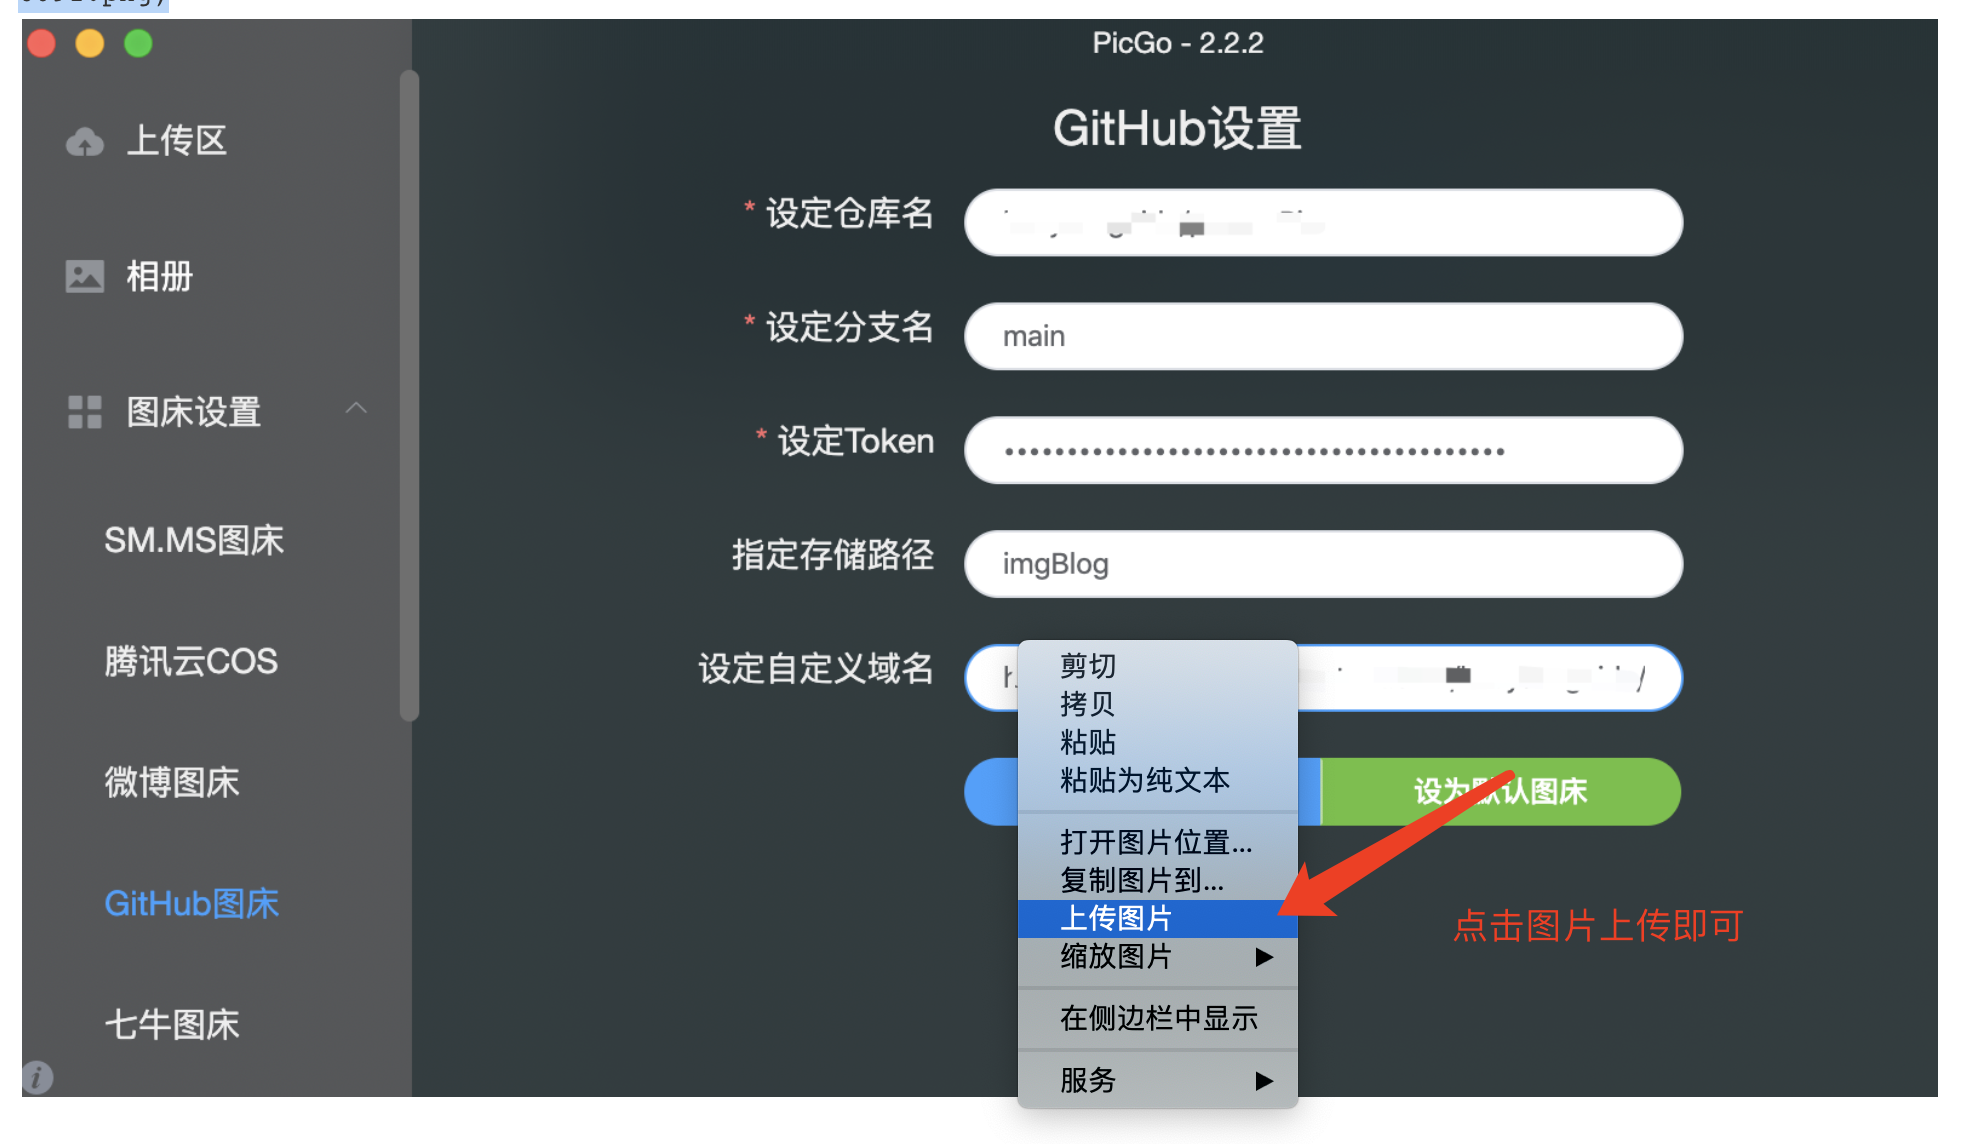 PicGo - 2.2.2
上传区
相册
图床设置
SM.MS图床
腾讯云COS
微博图床
GitHub图床
七牛图床
GitHub设置
* 设定仓库名
* 设定分支名
main
* 设定Token
指定存储路径
imgBlog
设定自定义域名
设为默认图床
剪切
拷贝
粘贴
粘贴为纯文本
打开图片位置...
复制图片到...
上传图片
缩放图片
在侧边栏中显示
服务
点击图片上传即可